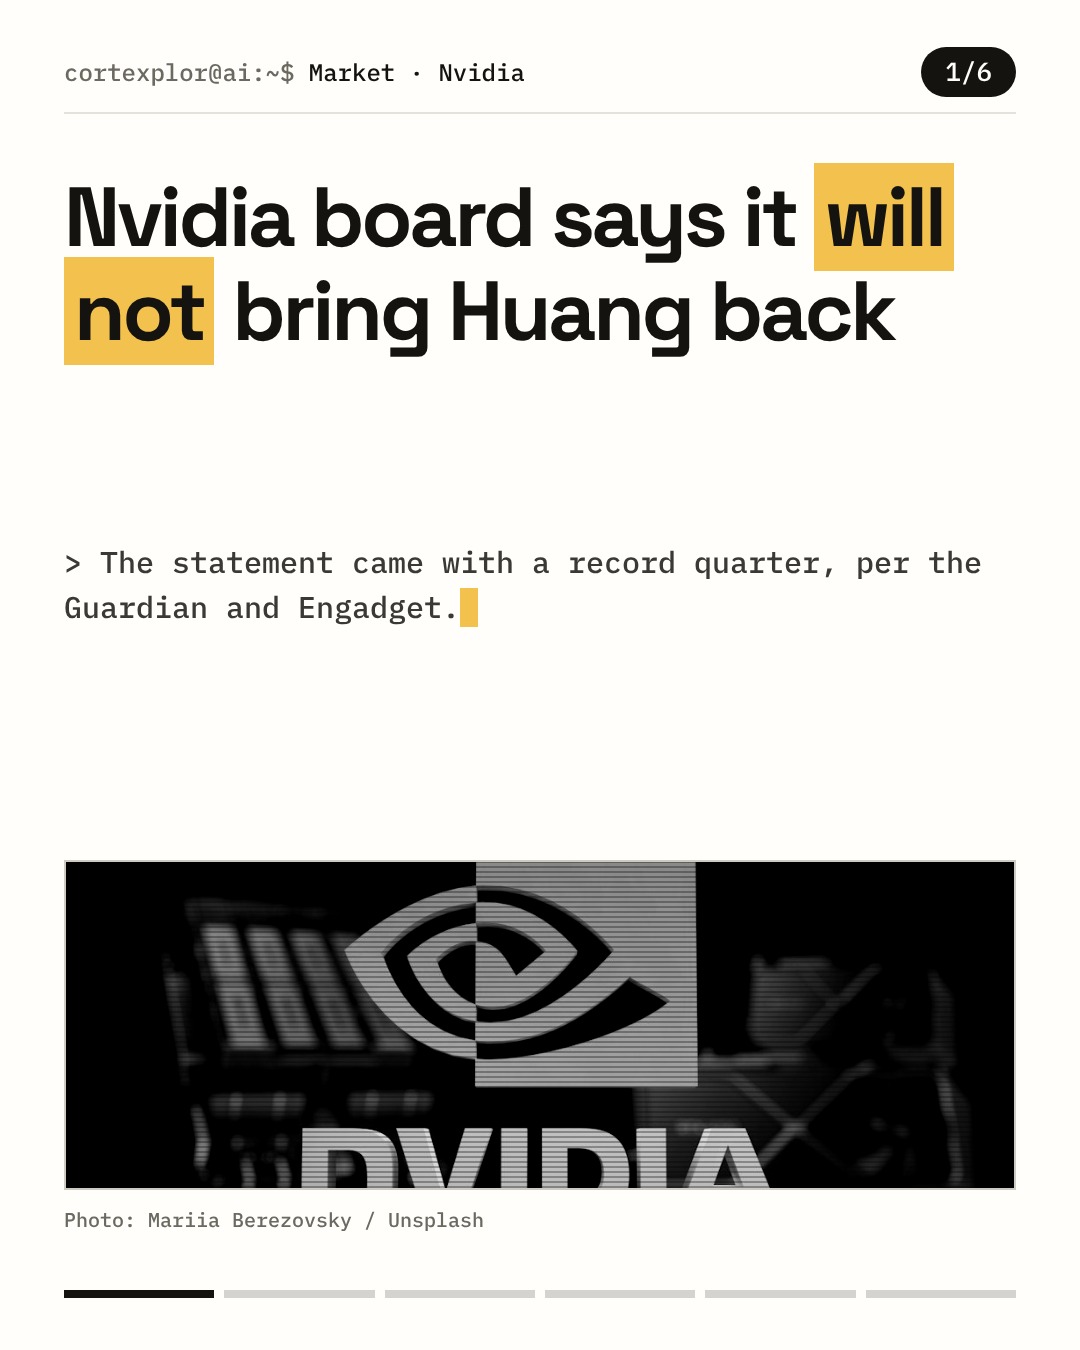 cortexplor@ai:~$ Market · Nvidia
1/6
Nvidia board says it will
not bring Huang back
> The statement came with a record quarter, per the
Guardian and Engadget.
NVIDIA
Photo: Mariia Berezovsky / Unsplash